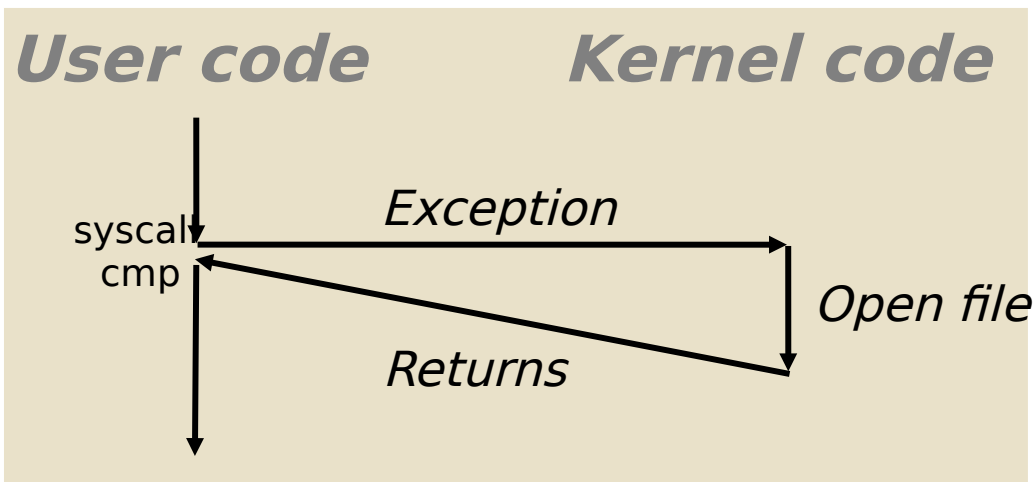 User code
Kernel code
Exception
syscall
cmp
Open file
Returns